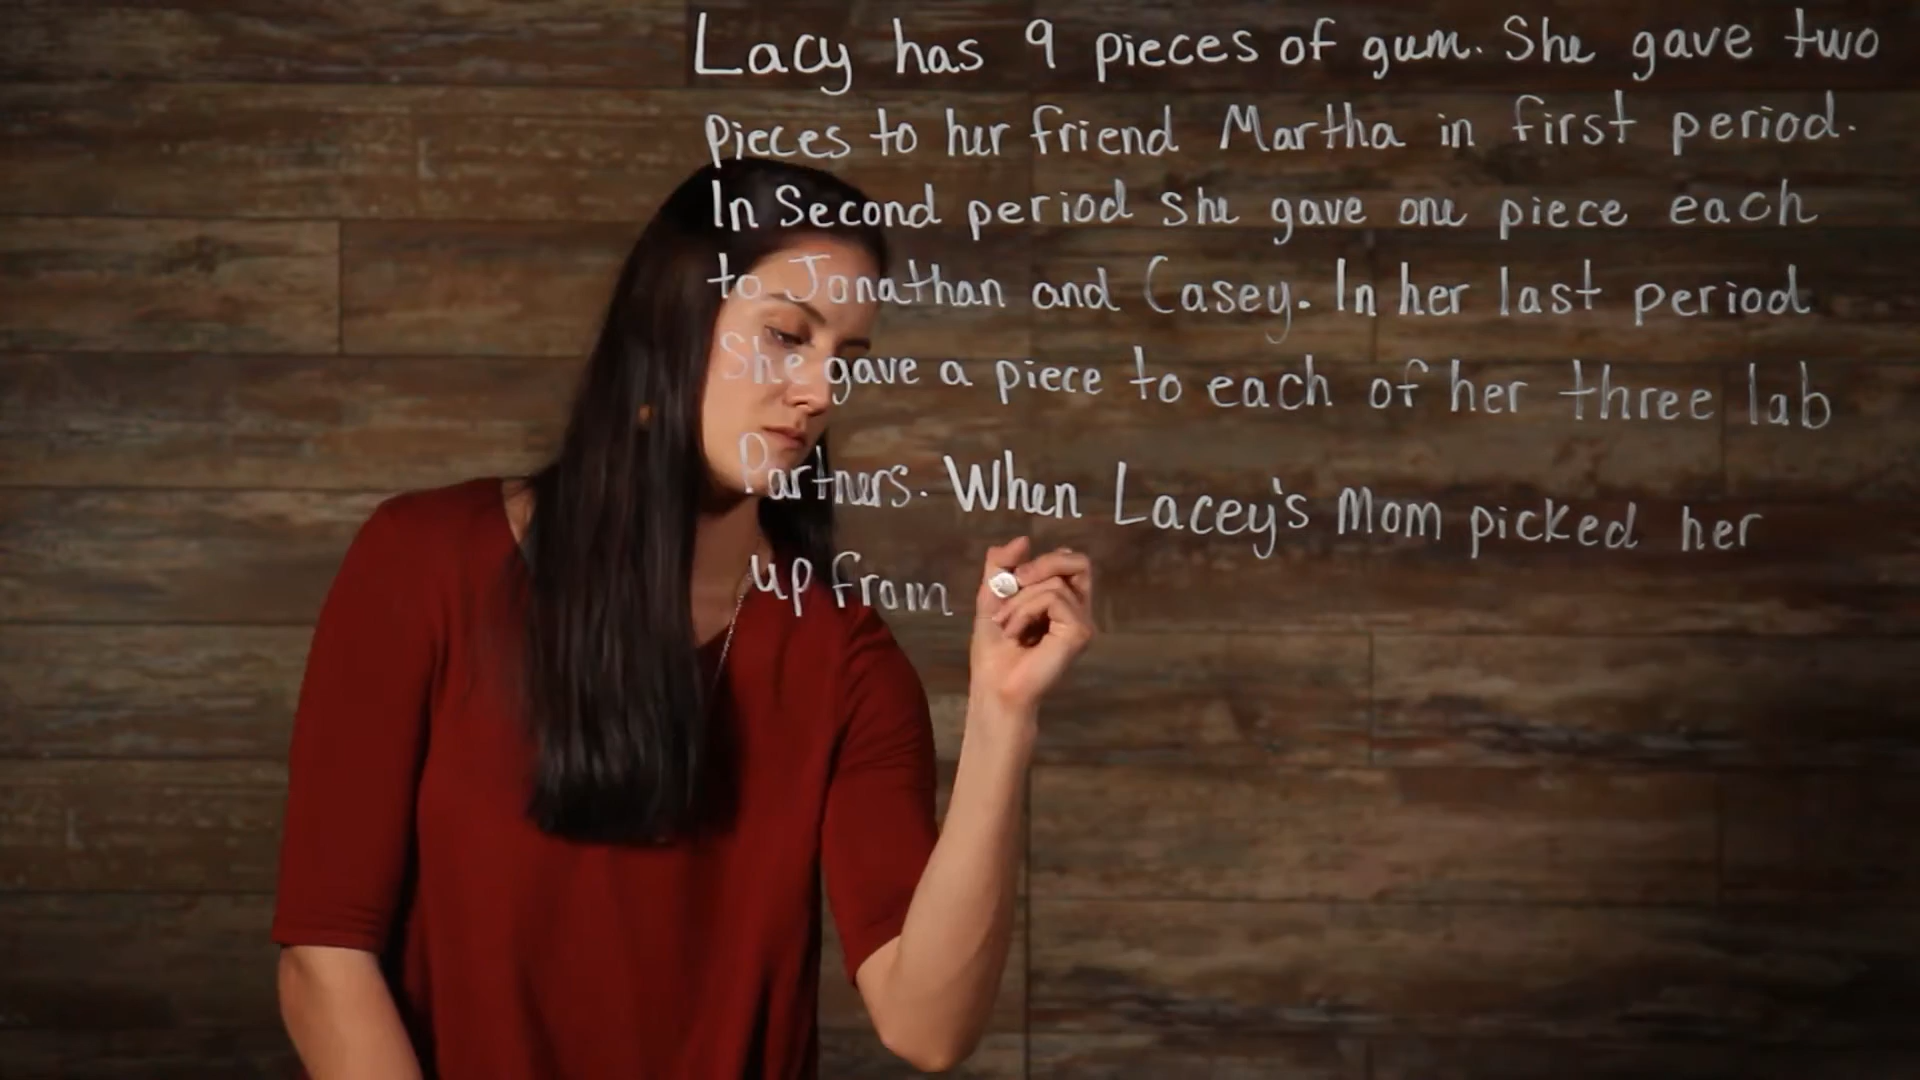 Lacy has 9 pieces of gum. She gave two
pieces to her friend Martha in first period.
In Second period she gave one piece each
to Jonathan and Casey. In her last period
She gave a piece to each of her three lab
Partners. When Lacey's Mom picked her
up from